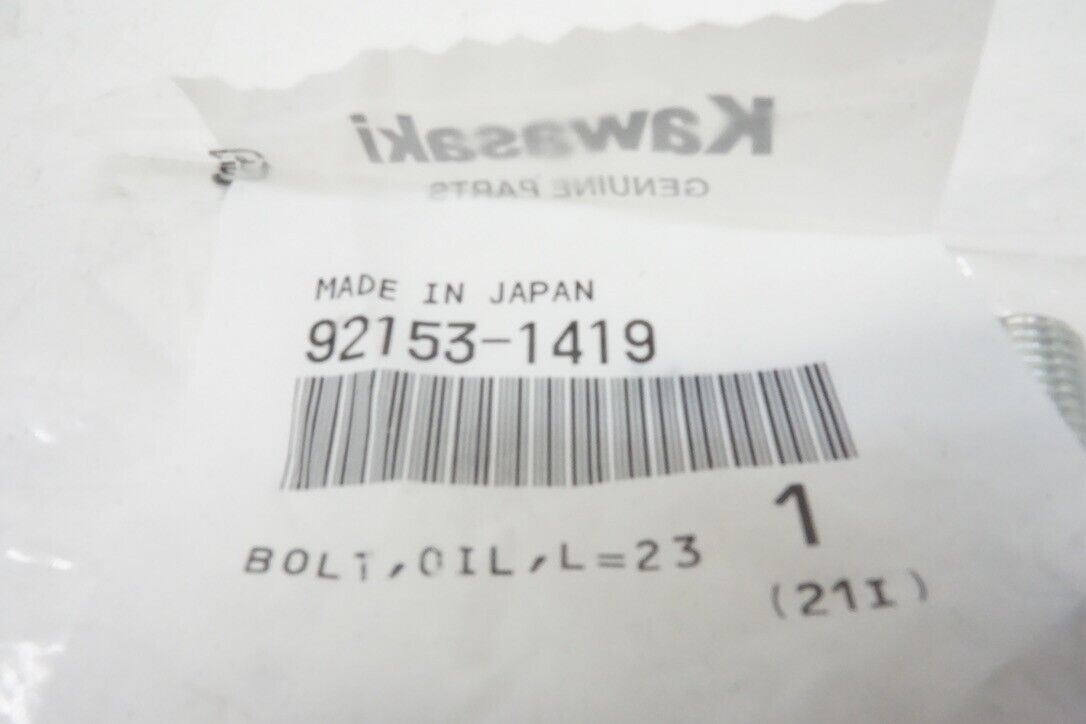 Kawasaki
GENUINE PARTS
MADE IN JAPAN
92153-1419
1
BOLT,OIL,L=23
(21I)